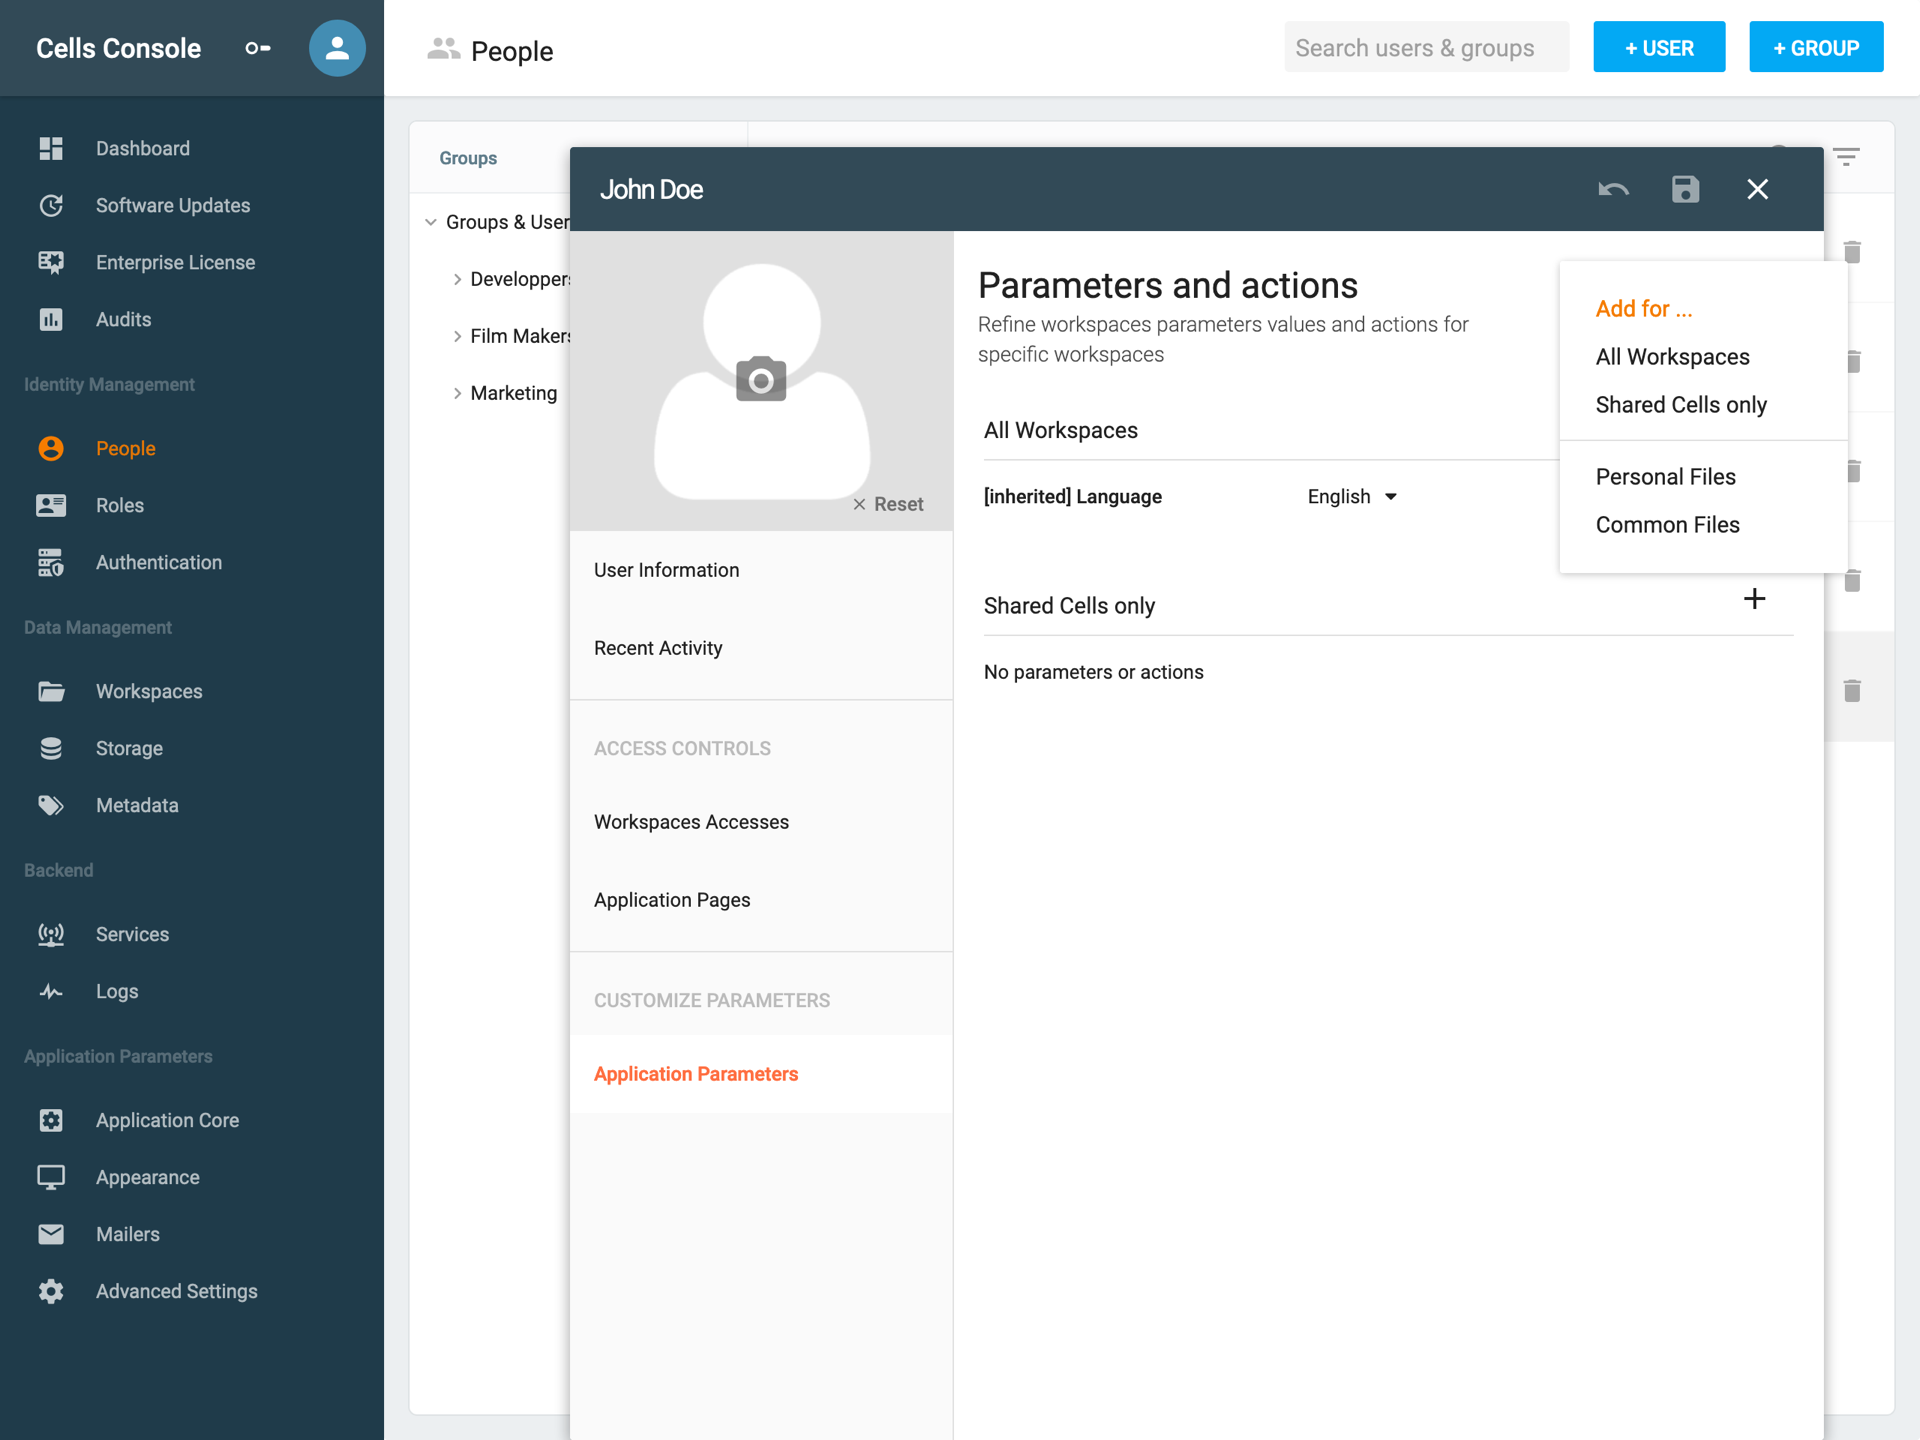 Cells Console
People
Search users & groups
+ USER
+ GROUP
Dashboard
Software Updates
Enterprise License
Audits
Identity Management
People
Roles
Authentication
Data Management
Workspaces
Storage
Metadata
Backend
Services
Logs
Application Parameters
Application Core
Appearance
Mailers
Advanced Settings
Groups
Groups & User
Developpers
Film Makers
Marketing
John Doe
Reset
User Information
Recent Activity
ACCESS CONTROLS
Workspaces Accesses
Application Pages
CUSTOMIZE PARAMETERS
Application Parameters
Parameters and actions
Refine workspaces parameters values and actions for
specific workspaces
All Workspaces
[inherited] Language
English
Shared Cells only
No parameters or actions
Add for ...
All Workspaces
Shared Cells only
Personal Files
Common Files